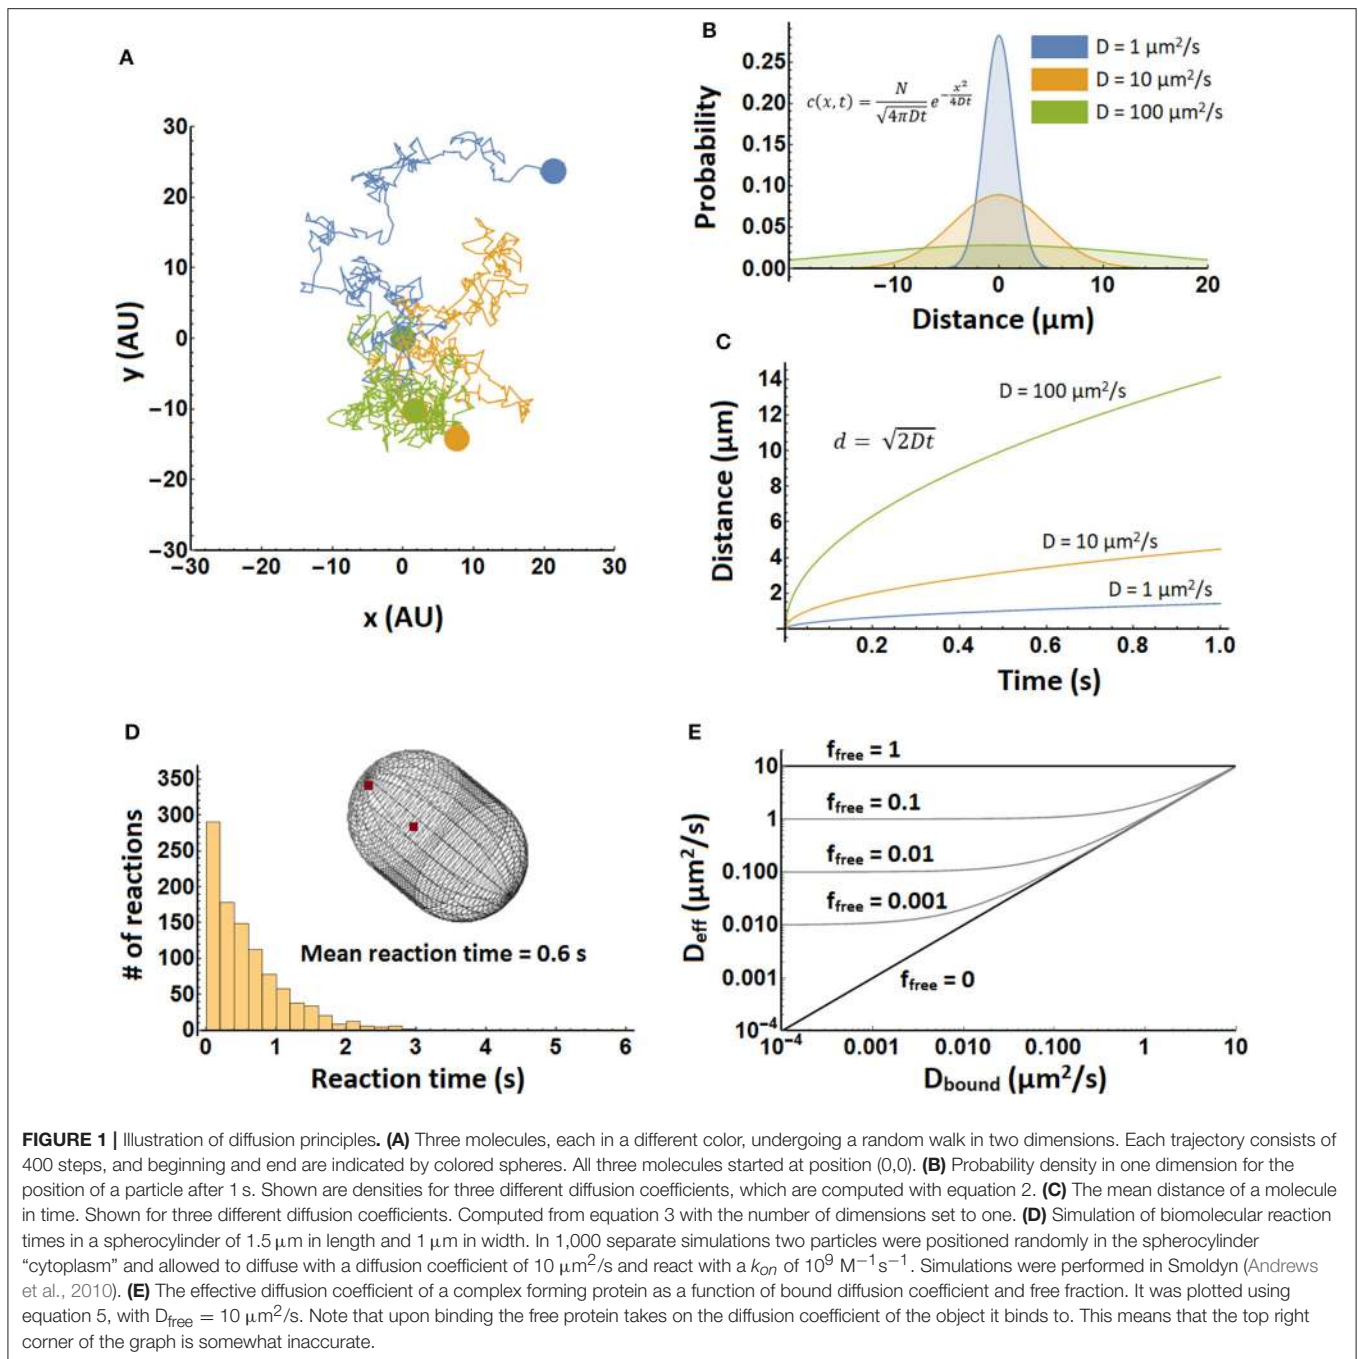 A
30
20
10
0
−10
−20
−30
y (AU)
−30 −20 −10 0 10 20 30
x (AU)
B
0.25
0.20
0.15
0.10
0.05
0.00
Probability
c(x,t) = N/√4πDt e^−x²/4Dt
D = 1 µm²/s
D = 10 µm²/s
D = 100 µm²/s
−10 0 10 20
Distance (µm)
C
14
12
10
8
6
4
2
Distance (µm)
d = √2Dt
D = 100 µm²/s
D = 10 µm²/s
D = 1 µm²/s
0.2 0.4 0.6 0.8 1.0
Time (s)
D
350
300
250
200
150
100
50
0
# of reactions
Mean reaction time = 0.6 s
0 1 2 3 4 5 6
Reaction time (s)
E
10
1
0.100
0.010
0.001
10⁻⁴
Deff (µm²/s)
ffree = 1
ffree = 0.1
ffree = 0.01
ffree = 0.001
ffree = 0
10⁻⁴ 0.001 0.010 0.100 1 10
Dbound (µm²/s)
FIGURE 1 | Illustration of diffusion principles. (A) Three molecules, each in a different color, undergoing a random walk in two dimensions. Each trajectory consists of
400 steps, and beginning and end are indicated by colored spheres. All three molecules started at position (0,0). (B) Probability density in one dimension for the
position of a particle after 1 s. Shown are densities for three different diffusion coefficients, which are computed with equation 2. (C) The mean distance of a molecule
in time. Shown for three different diffusion coefficients. Computed from equation 3 with the number of dimensions set to one. (D) Simulation of biomolecular reaction
times in a spherocylinder of 1.5 µm in length and 1 µm in width. In 1,000 separate simulations two particles were positioned randomly in the spherocylinder
“cytoplasm” and allowed to diffuse with a diffusion coefficient of 10 µm²/s and react with a kon of 10⁹ M⁻¹s⁻¹. Simulations were performed in Smoldyn (Andrews
et al., 2010). (E) The effective diffusion coefficient of a complex forming protein as a function of bound diffusion coefficient and free fraction. It was plotted using
equation 5, with Dfree = 10 µm²/s. Note that upon binding the free protein takes on the diffusion coefficient of the object it binds to. This means that the top right
corner of the graph is somewhat inaccurate.